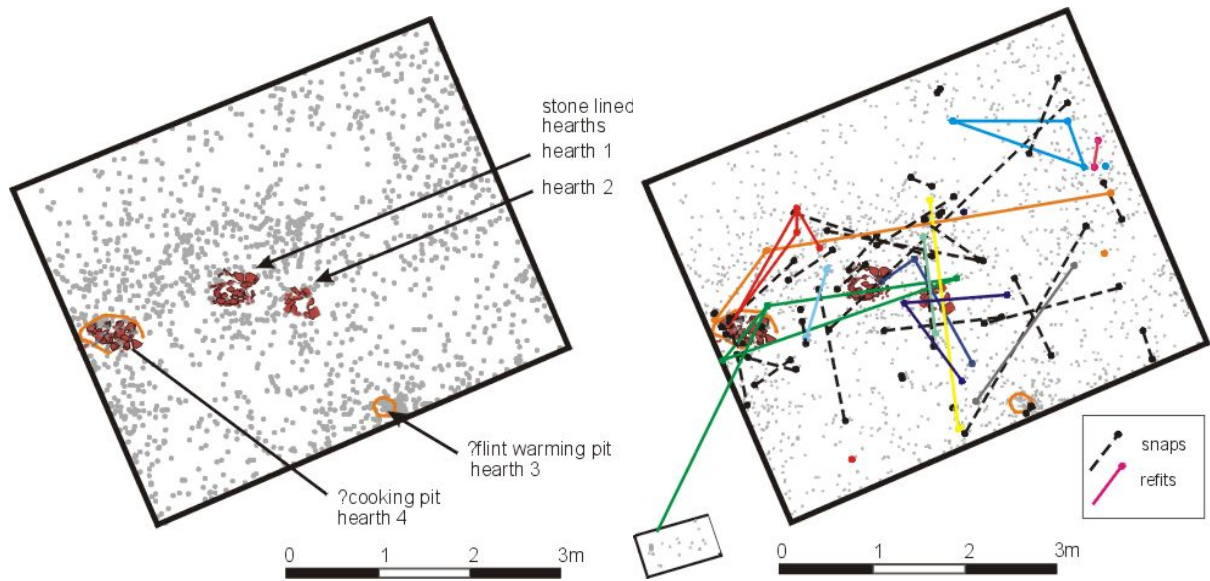 stone lined
hearths
hearth 1
hearth 2
?flint warming pit
hearth 3
?cooking pit
hearth 4
0 1 2 3m
snaps
refits
0 1 2 3m